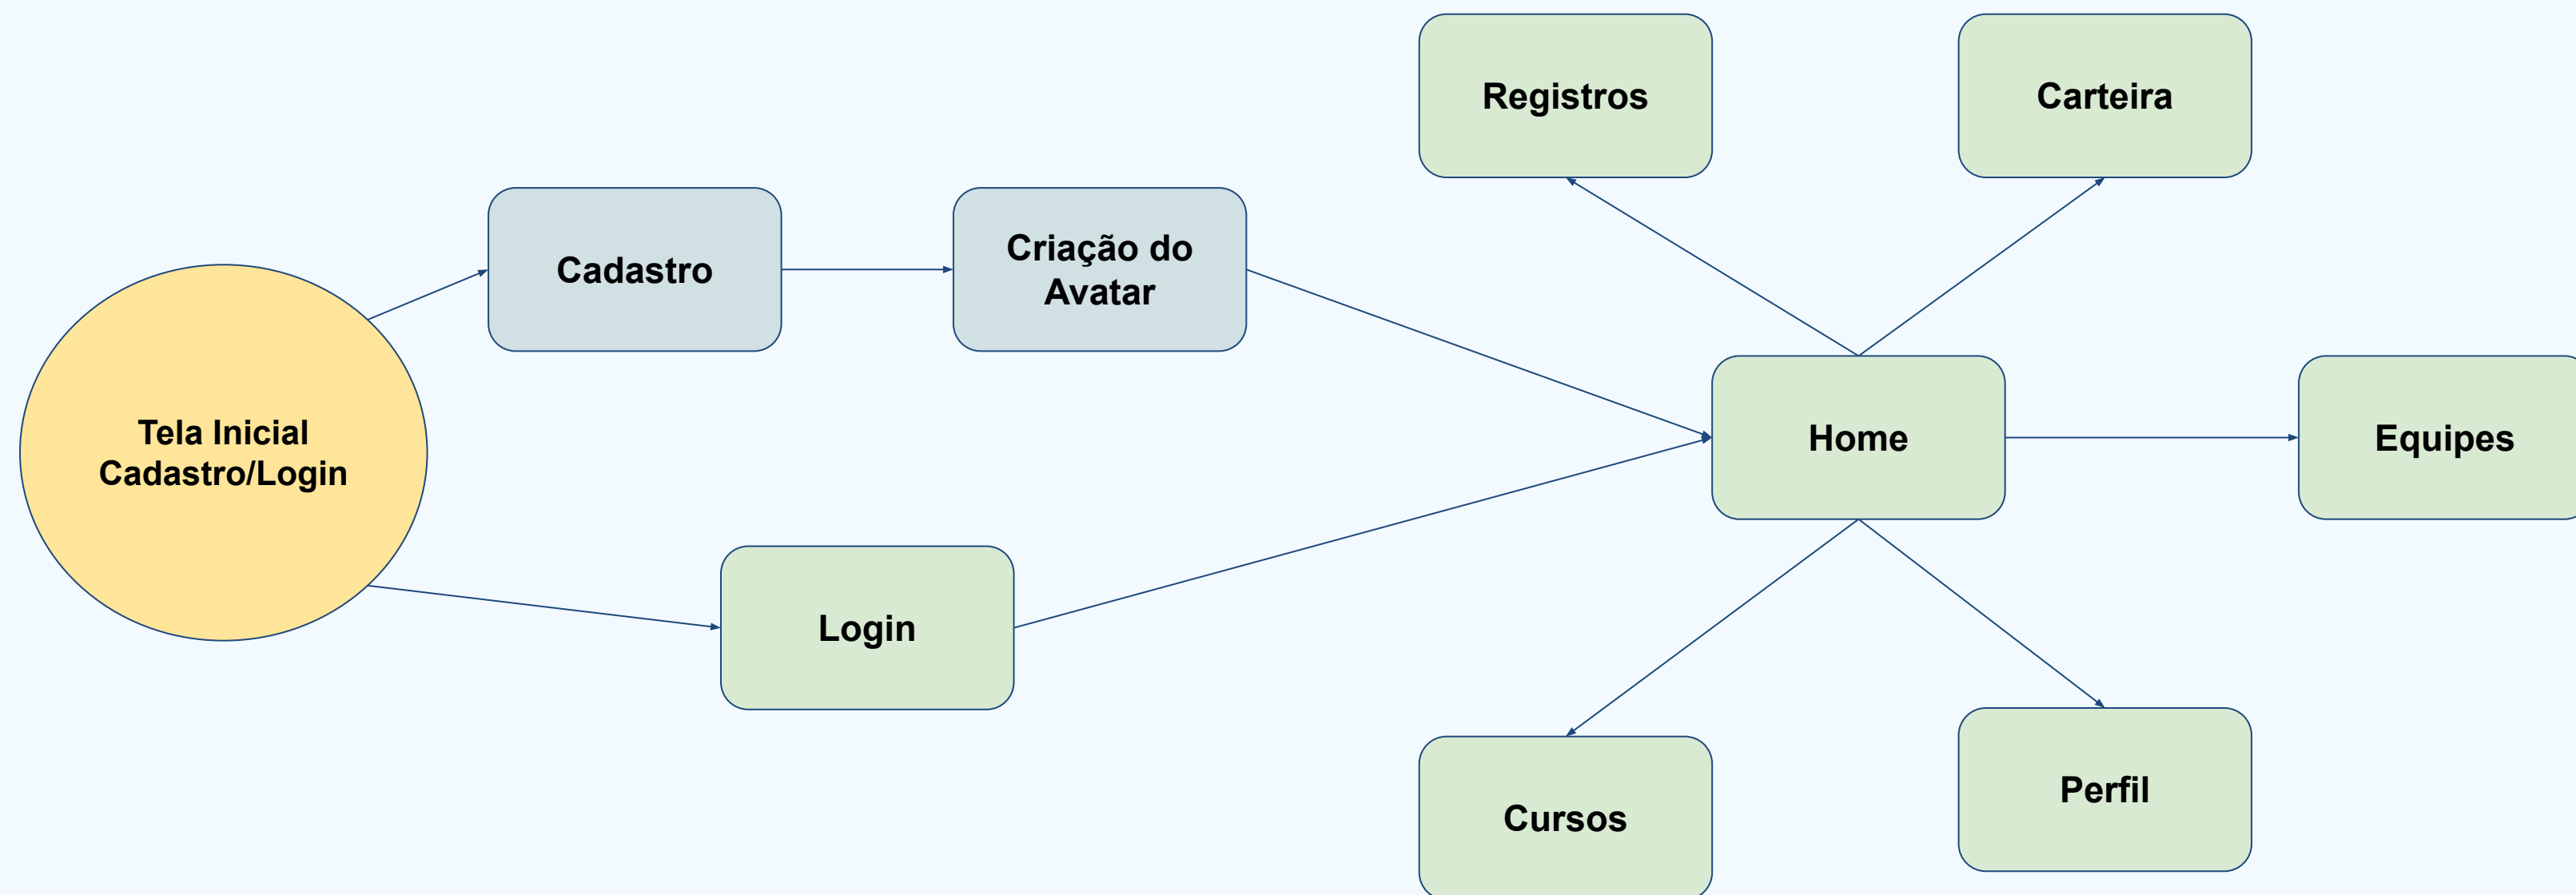 Registros
Carteira
Cadastro
Criação do
Avatar
Tela Inicial
Cadastro/Login
Home
Equipes
Login
Cursos
Perfil